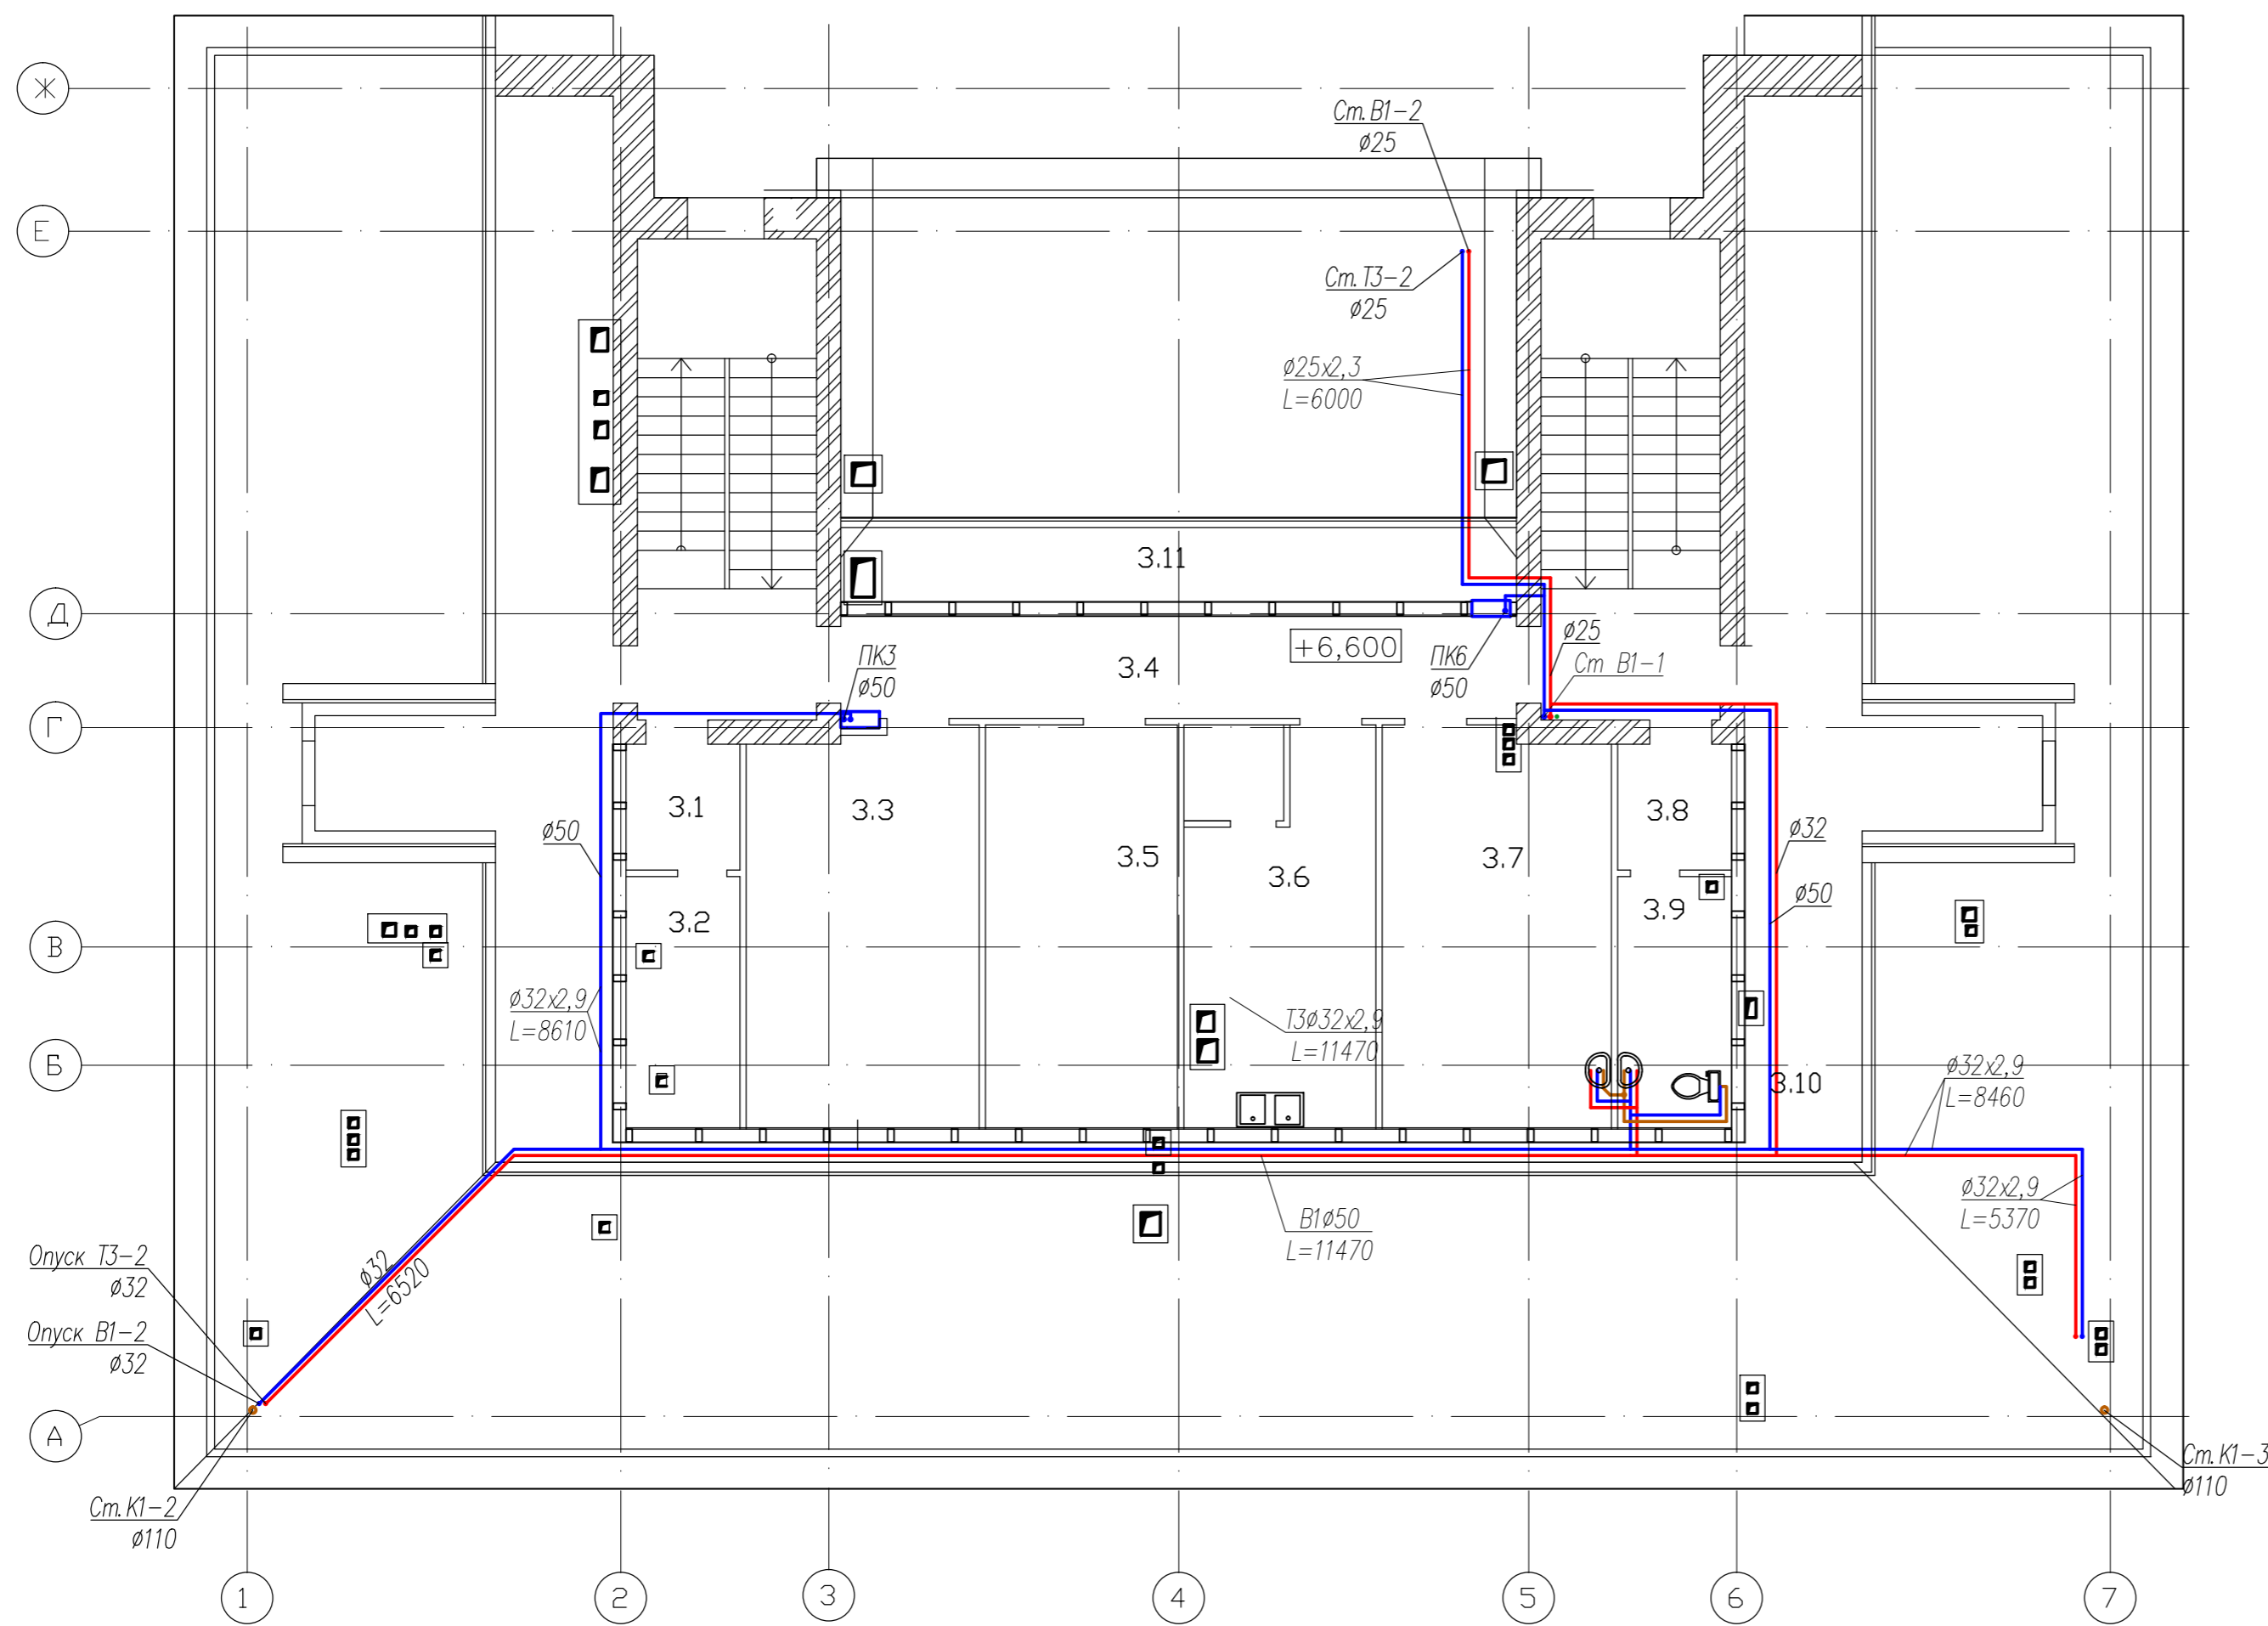 Ж
Ст. В1-2
ø25
Е
Ст. Т3-2
ø25
ø25х2,3
L=6000
3.11
Д
+6,600
ø25
ПК3
ø50
3.4
ПК6
ø50
Ст В1-1
Г
3.1
3.3
3.8
ø50
3.5
3.7
ø32
3.6
ø50
3.2
3.9
В
ø32х2,9
L=8610
Т3ø32х2,9
L=11470
Б
3.10
ø32х2,9
L=8460
ø32х2,9
L=5370
В1ø50
L=11470
Опуск Т3-2
ø32
ø32
L=6520
Опуск В1-2
ø32
А
Ст. К1-3
ø110
Ст. К1-2
ø110
1
2
3
4
5
6
7